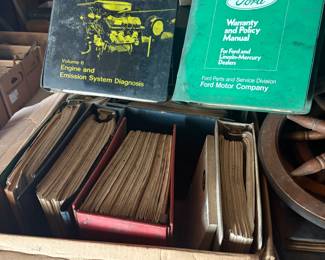 Volume II
Engine and
Emission System Diagnosis
Ford
Warranty
and Policy
Manual
For Ford and
Lincoln-Mercury
Dealers
Ford Parts and Service Division
Ford Motor Company